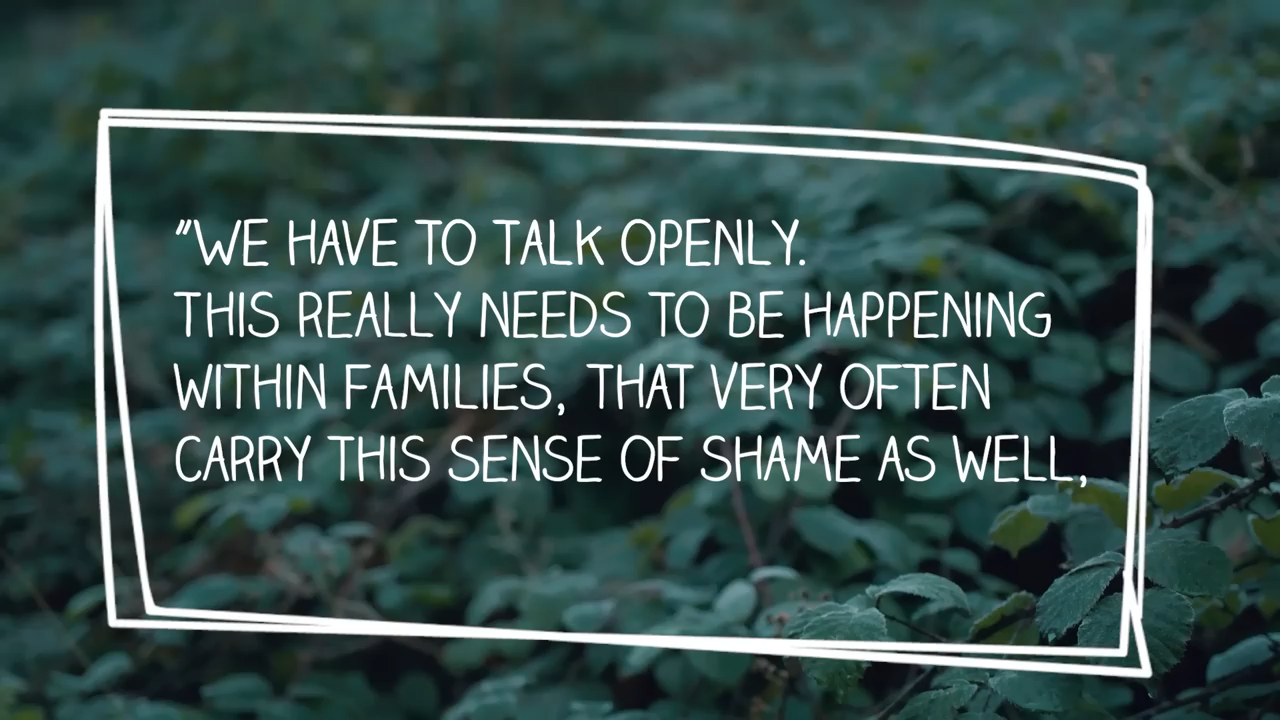 "WE HAVE TO TALK OPENLY.
THIS REALLY NEEDS TO BE HAPPENING
WITHIN FAMILIES, THAT VERY OFTEN
CARRY THIS SENSE OF SHAME AS WELL,